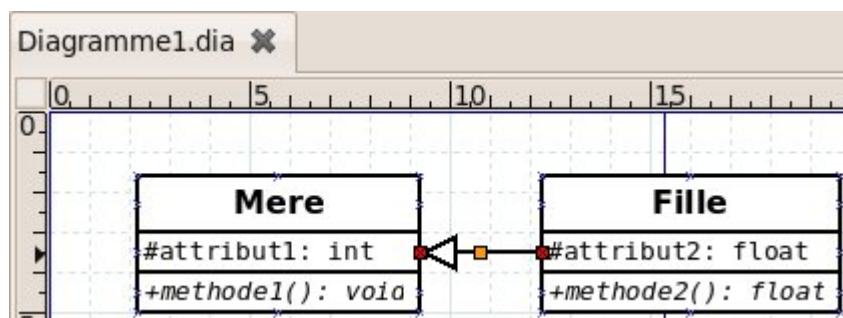 Diagramme1.dia
0 5 10 15
0
Mere Fille
#attribut1: int #attribut2: float
+methode1(): void +methode2(): float